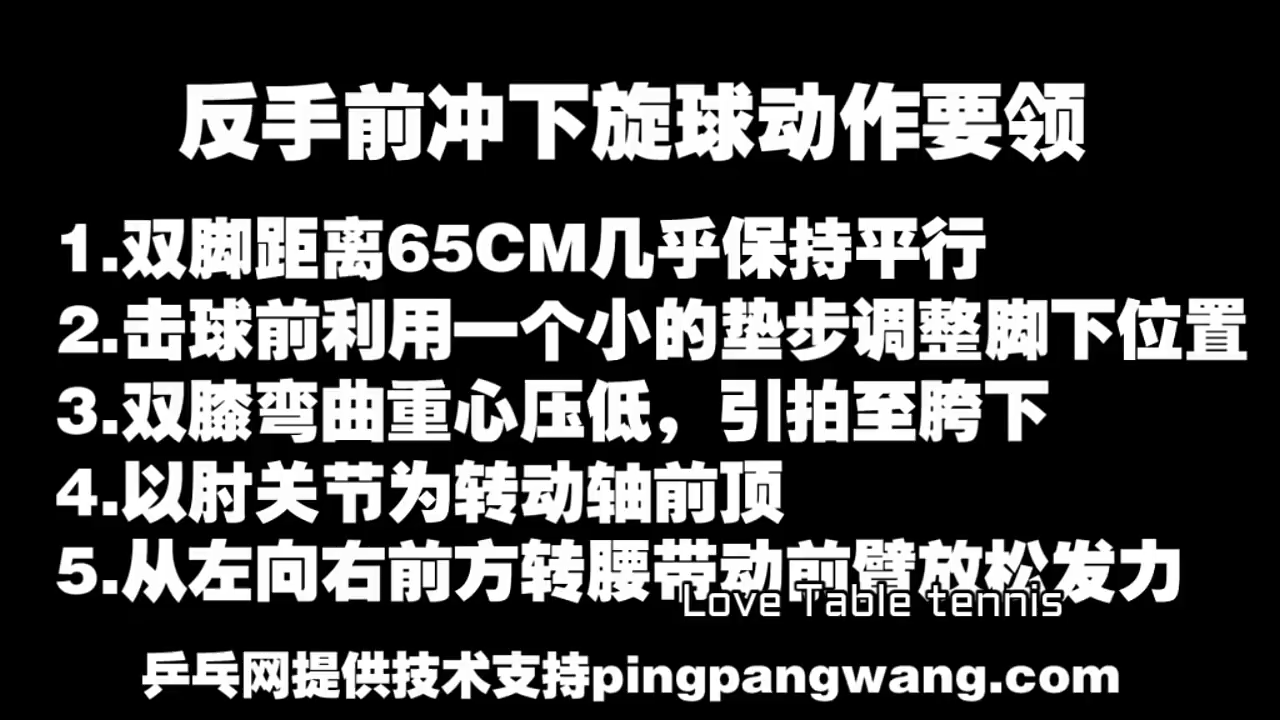 反手前冲下旋球动作要领
1.双脚距离65CM几乎保持平行
2.击球前利用一个小的垫步调整脚下位置
3.双膝弯曲重心压低，引拍至胯下
4.以肘关节为转动轴前顶
5.从左向右前方转腰带动前臂放松发力
Love Table tennis
乒乓网提供技术支持pingpangwang.com